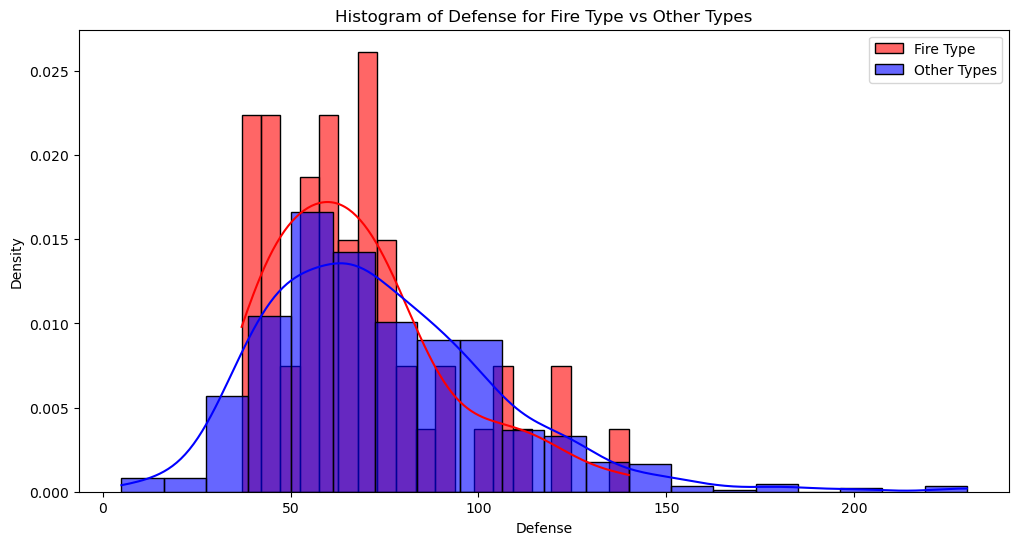 Histogram of Defense for Fire Type vs Other Types
Fire Type
Other Types
Density
0.025
0.020
0.015
0.010
0.005
0.000
0 50 100 150 200
Defense